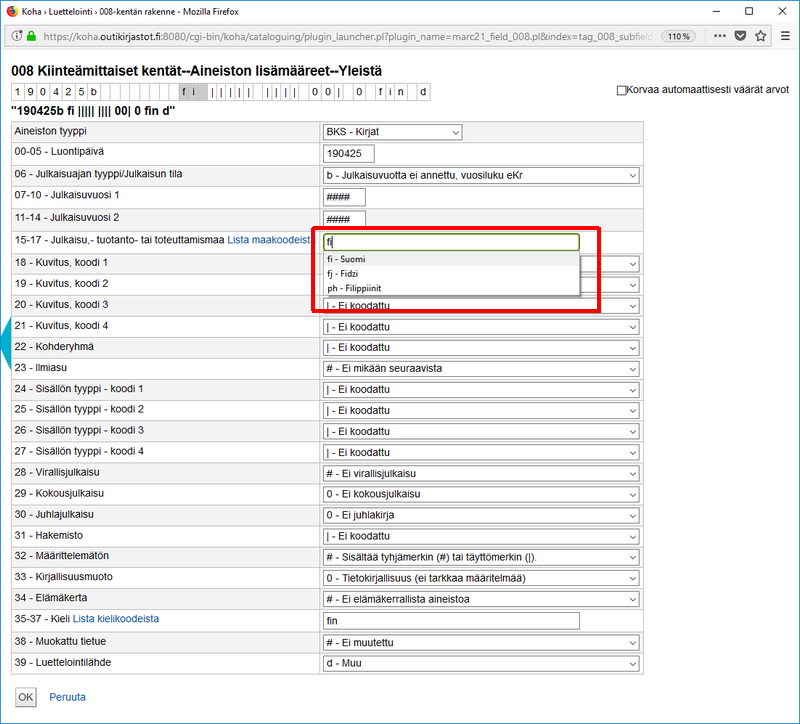 Koha › Luettelointi › 008-kentän rakenne - Mozilla Firefox
https://koha.outikirjastot.fi:8080/cgi-bin/koha/cataloguing/plugin_launcher.pl?plugin_name=marc21_field_008.pl&index=tag_008_subfield 110 %
008 Kiinteämittaiset kentät--Aineiston lisämääreet--Yleistä
190425b fi ||||| |||| 00| 0 fin d
Korvaa automaattisesti väärät arvot
"190425b fi ||||| |||| 00| 0 fin d"
Aineiston tyyppi BKS - Kirjat
00-05 - Luontipäivä 190425
06 - Julkaisuajan tyyppi/Julkaisun tila b - Julkaisuvuotta ei annettu, vuosiluku eKr
07-10 - Julkaisuvuosi 1 ####
11-14 - Julkaisuvuosi 2 ####
15-17 - Julkaisu,- tuotanto- tai toteuttamismaa Lista maakoodeista fi
fi - Suomi
fj - Fidzi
ph - Filippiinit
18 - Kuvitus, koodi 1
19 - Kuvitus, koodi 2
20 - Kuvitus, koodi 3 | - Ei koodattu
21 - Kuvitus, koodi 4 | - Ei koodattu
22 - Kohderyhmä | - Ei koodattu
23 - Ilmiasu # - Ei mikään seuraavista
24 - Sisällön tyyppi - koodi 1 | - Ei koodattu
25 - Sisällön tyyppi - koodi 2 | - Ei koodattu
26 - Sisällön tyyppi - koodi 3 | - Ei koodattu
27 - Sisällön tyyppi - koodi 4 | - Ei koodattu
28 - Virallisjulkaisu # - Ei virallisjulkaisu
29 - Kokousjulkaisu 0 - Ei kokousjulkaisu
30 - Juhlajulkaisu 0 - Ei juhlakirja
31 - Hakemisto | - Ei koodattu
32 - Määrittelemätön # - Sisältää tyhjämerkin (#) tai täyttömerkin (|).
33 - Kirjallisuusmuoto 0 - Tietokirjallisuus (ei tarkkaa määritelmää)
34 - Elämäkerta # - Ei elämäkerrallista aineistoa
35-37 - Kieli Lista kielikoodeista fin
38 - Muokattu tietue # - Ei muutettu
39 - Luettelointilähde d - Muu
OK Peruuta